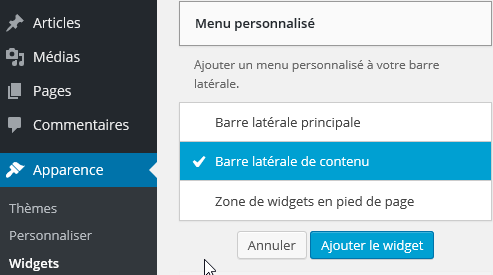 Articles
Médias
Pages
Commentaires
Apparence
Thèmes
Personnaliser
Widgets
Menu personnalisé
Ajouter un menu personnalisé à votre barre
latérale.
Barre latérale principale
Barre latérale de contenu
Zone de widgets en pied de page
Annuler
Ajouter le widget